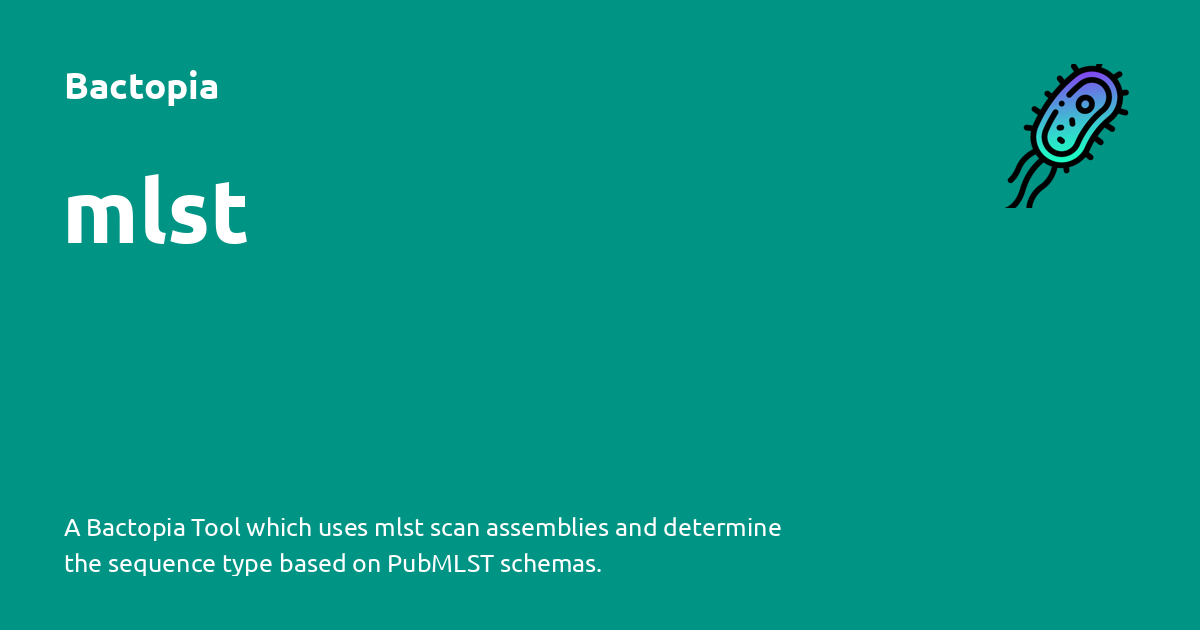 Bactopia
mlst
A Bactopia Tool which uses mlst scan assemblies and determine
the sequence type based on PubMLST schemas.